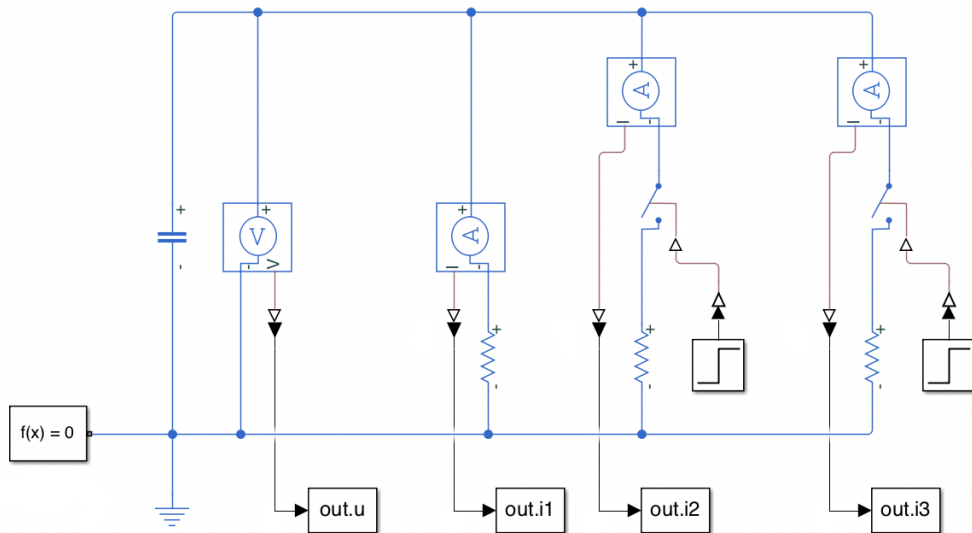 +
+
A
I
-
+
A
I
-
+
-
+
V
-
V
+
A
I
-
+
-
+
-
+
-
f(x) = 0
out.u
out.i1
out.i2
out.i3